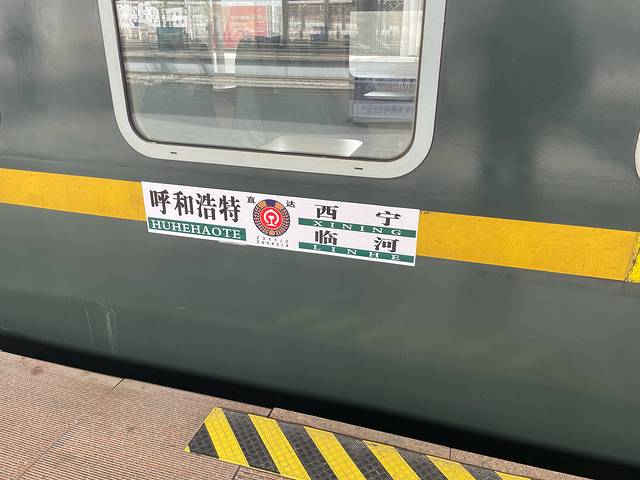 呼和浩特
HUHEHAOTE
直 达
西 宁
XINING
临 河
LINHE